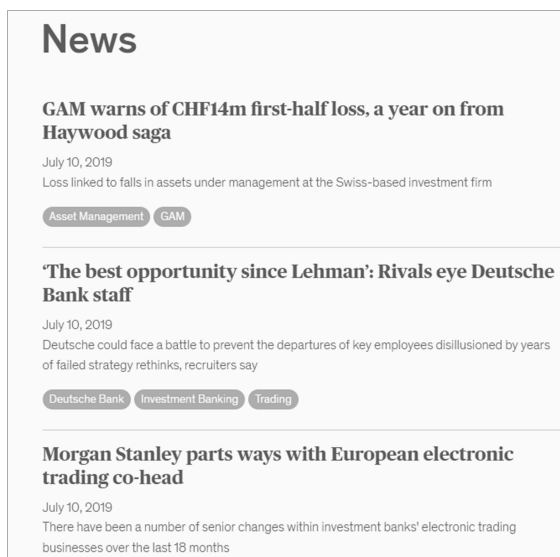 News
GAM warns of CHF14m first-half loss, a year on from
Haywood saga
July 10, 2019
Loss linked to falls in assets under management at the Swiss-based investment firm
Asset Management GAM
‘The best opportunity since Lehman’: Rivals eye Deutsche
Bank staff
July 10, 2019
Deutsche could face a battle to prevent the departures of key employees disillusioned by years
of failed strategy rethinks, recruiters say
Deutsche Bank Investment Banking Trading
Morgan Stanley parts ways with European electronic
trading co-head
July 10, 2019
There have been a number of senior changes within investment banks' electronic trading
businesses over the last 18 months